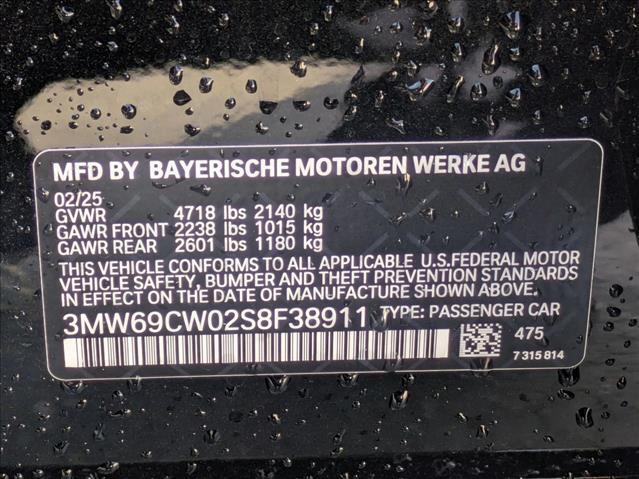 MFD BY BAYERISCHE MOTOREN WERKE AG
02/25
GVWR 4718 lbs 2140 kg
GAWR FRONT 2238 lbs 1015 kg
GAWR REAR 2601 lbs 1180 kg
THIS VEHICLE CONFORMS TO ALL APPLICABLE U.S.FEDERAL MOTOR
VEHICLE SAFETY, BUMPER AND THEFT PREVENTION STANDARDS
IN EFFECT ON THE DATE OF MANUFACTURE SHOWN ABOVE.
3MW69CW02S8F38911 TYPE: PASSENGER CAR
475
7 315 814